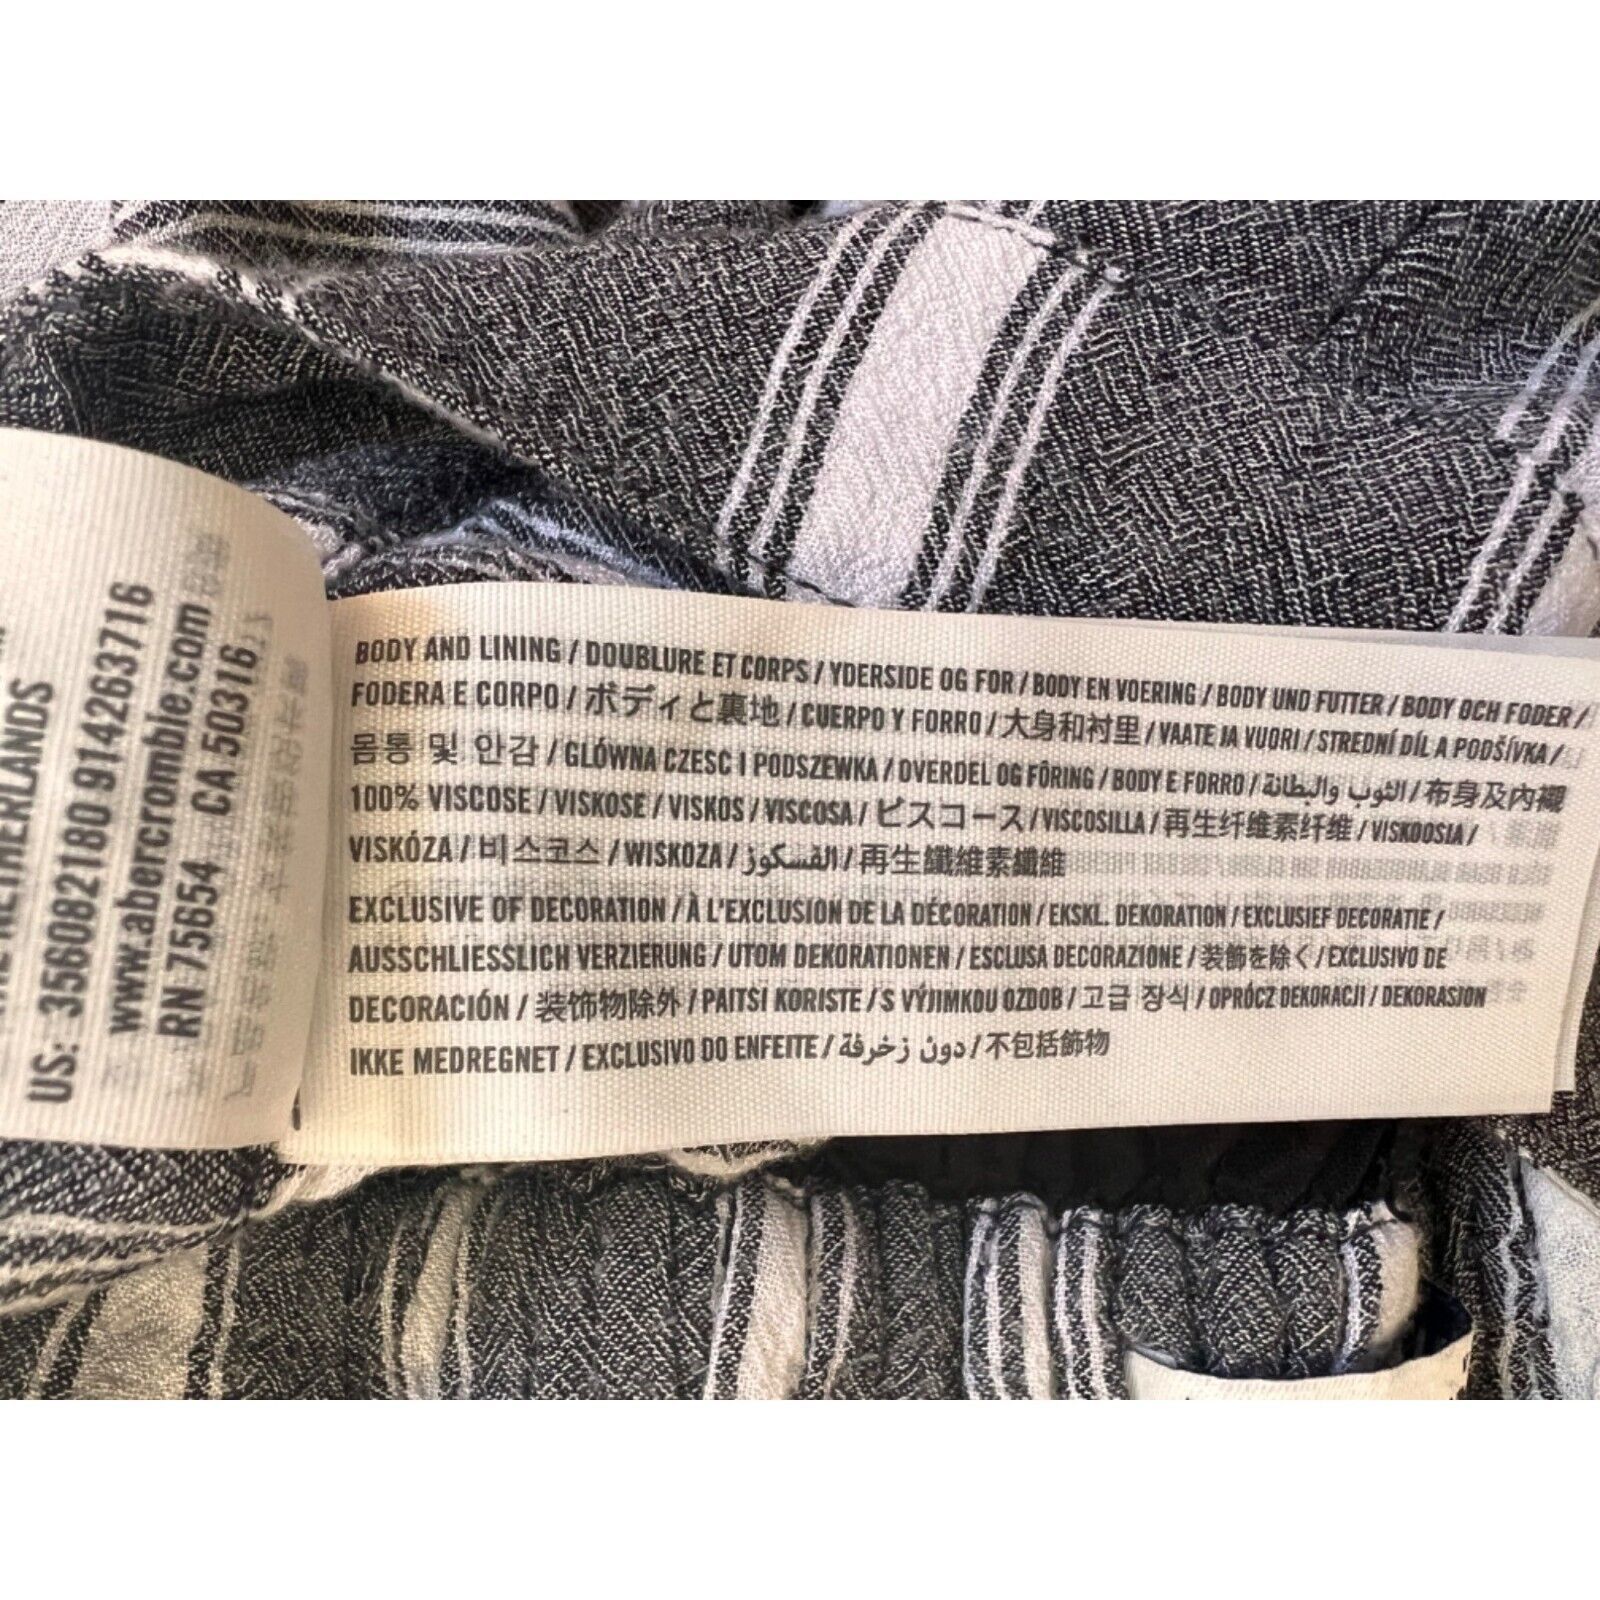 THE NETHERLANDS
US: 356082180 914263716
www.abercrombie.com
RN 75654 CA 50316
BODY AND LINING / DOUBLURE ET CORPS / YDERSIDE OG FOR / BODY EN VOERING / BODY UND FUTTER / BODY OCH FODER /
FODERA E CORPO / ボディと裏地 / CUERPO Y FORRO / 大身和衬里 / VAATE JA VUORI / STREDNÍ DÍL A PODŠÍVKA /
몸통 및 안감 / GLÓWNA CZESC I PODSZEWKA / OVERDEL OG FÔRING / BODY E FORRO / الثوب والبطانة / 布身及內襯
100% VISCOSE / VISKOSE / VISKOS / VISCOSA / ビスコース / VISCOSILLA / 再生纤维素纤维 / VISKOOSIA /
VISKÓZA / 비스코스 / WISKOZA / الفسكوز / 再生纖維素纖維
EXCLUSIVE OF DECORATION / À L'EXCLUSION DE LA DÉCORATION / EKSKL. DEKORATION / EXCLUSIEF DECORATIE /
AUSSCHLIESSLICH VERZIERUNG / UTOM DEKORATIONEN / ESCLUSA DECORAZIONE / 装飾を除く / EXCLUSIVO DE
DECORACIÓN / 装饰物除外 / PAITSI KORISTE / S VÝJIMKOU OZDOB / 고급 장식 / OPRÓCZ DEKORACJI / DEKORASJON
IKKE MEDREGNET / EXCLUSIVO DO ENFEITE / دون زخرفة / 不包括飾物